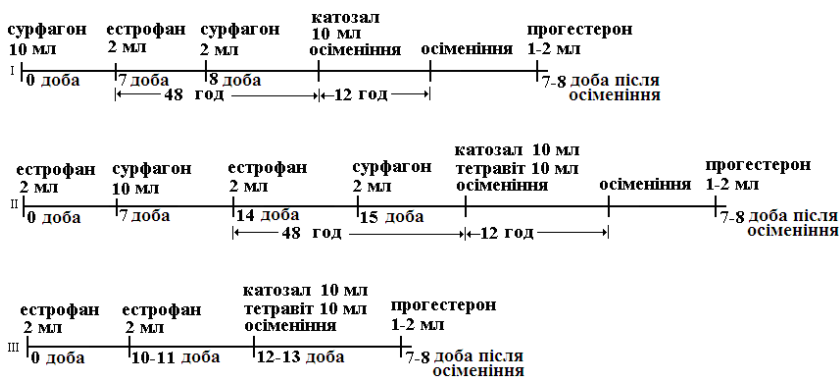 сурфагон 10 мл
естрофан 2 мл
сурфагон 2 мл
катозал 10 мл осіменіння
осіменіння
прогестерон 1-2 мл
I
0 доба
7 доба
8 доба
7-8 доба після осіменіння
48 год
12 год
естрофан 2 мл
сурфагон 10 мл
естрофан 2 мл
сурфагон 2 мл
катозал 10 мл
тетравіт 10 мл
осіменіння
осіменіння
прогестерон 1-2 мл
II
0 доба
7 доба
14 доба
15 доба
7-8 доба після осіменіння
48 год
12 год
естрофан 2 мл
естрофан 2 мл
катозал 10 мл
тетравіт 10 мл
осіменіння
прогестерон 1-2 мл
III
0 доба
10-11 доба
12-13 доба
7-8 доба після осіменіння